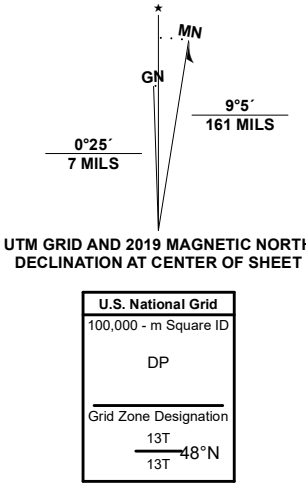 ★
MN
GN
9°5´
161 MILS
0°25´
7 MILS
UTM GRID AND 2019 MAGNETIC NORTH
DECLINATION AT CENTER OF SHEET
U.S. National Grid
100,000 - m Square ID
DP
Grid Zone Designation
13T
48°N
13T